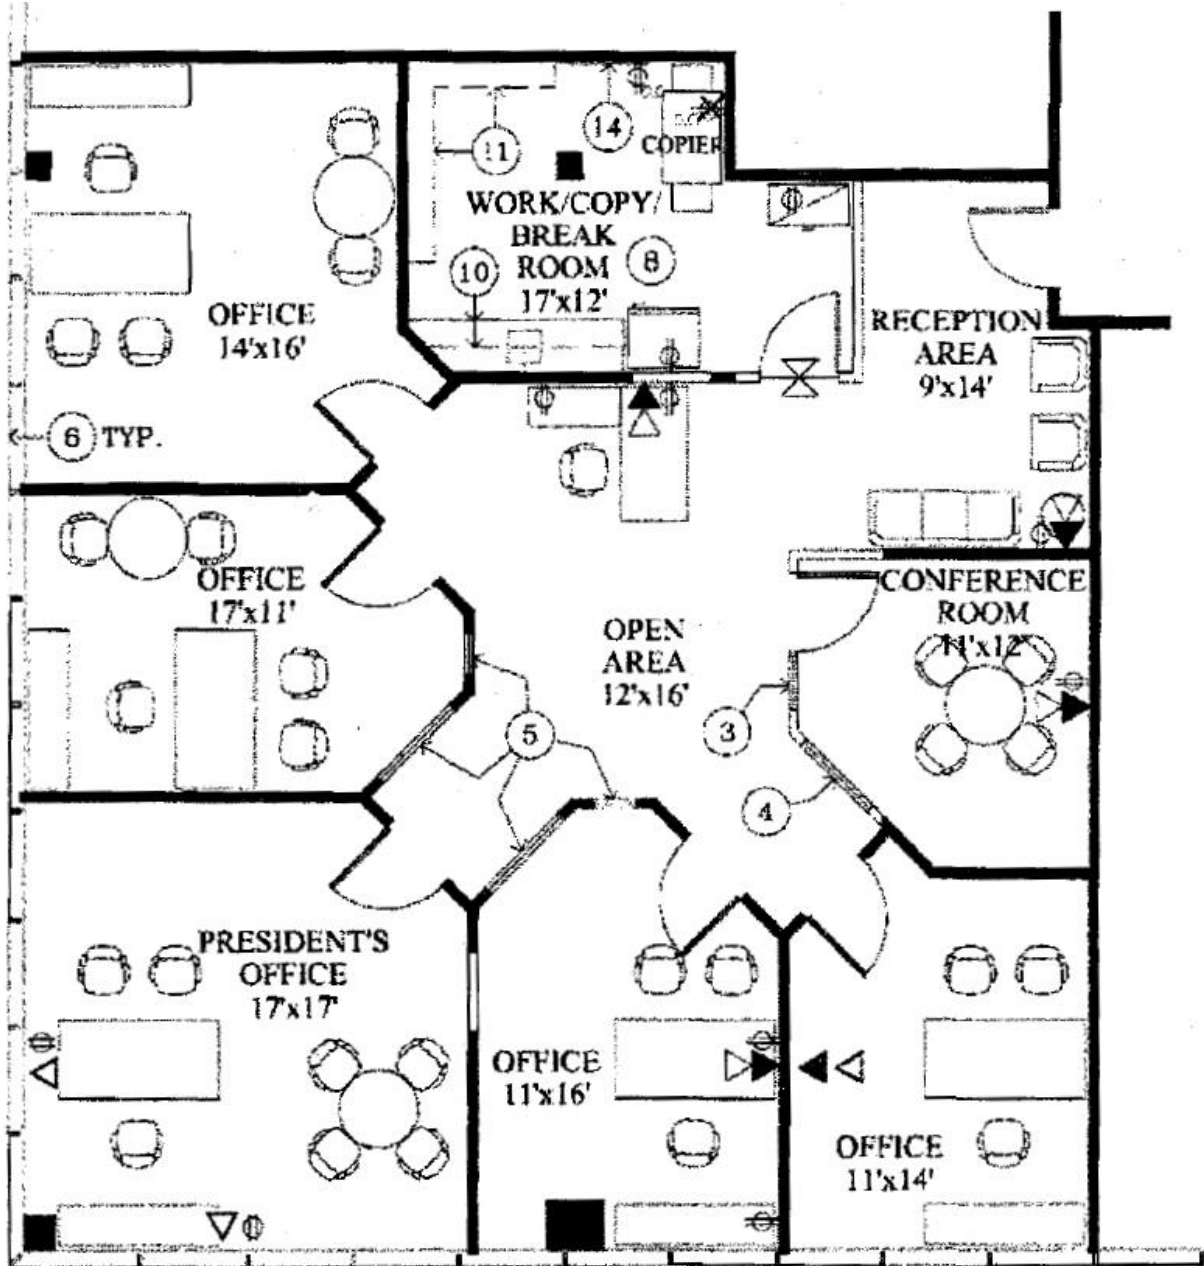 14
11
COPIER
WORK/COPY/
BREAK
ROOM
17'x12'
8
10
OFFICE
14'x16'
RECEPTION
AREA
9'x14'
6 TYP.
OFFICE
17'x11'
CONFERENCE
ROOM
11'x12'
OPEN
AREA
12'x16'
3
5
4
PRESIDENT'S
OFFICE
17'x17'
OFFICE
11'x16'
OFFICE
11'x14'